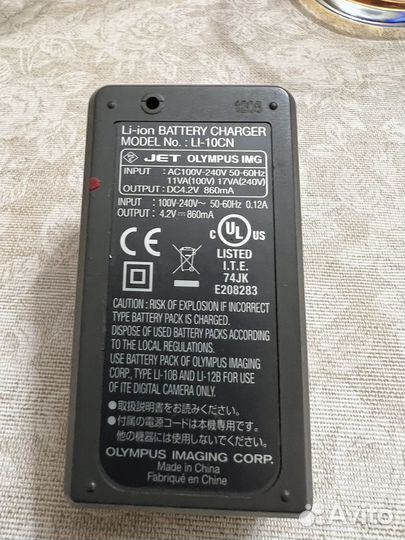 1206
Li-ion BATTERY CHARGER
MODEL No. : LI-10CN
JET OLYMPUS IMG
INPUT : AC100V-240V 50-60Hz
11VA(100V) 17VA(240V)
OUTPUT : DC4.2V 860mA
INPUT : 100V-240V~ 50-60Hz 0.12A
OUTPUT : 4.2V⎓860mA
CE
C UL US
LISTED
I.T.E.
74JK
E208283
CAUTION : RISK OF EXPLOSION IF INCORRECT
TYPE BATTERY PACK IS CHARGED.
DISPOSE OF USED BATTERY PACKS ACCORDING
TO THE LOCAL REGULATIONS.
USE BATTERY PACK OF OLYMPUS IMAGING
CORP. TYPE LI-10B AND LI-12B FOR USE
OF ITE DIGITAL CAMERA ONLY.
●取扱説明書をお読みください。
●付属の電源コードは本機専用です。
他の機器には使用しないでください。
OLYMPUS IMAGING CORP.
Made in China
Fabriqué en Chine
Avito